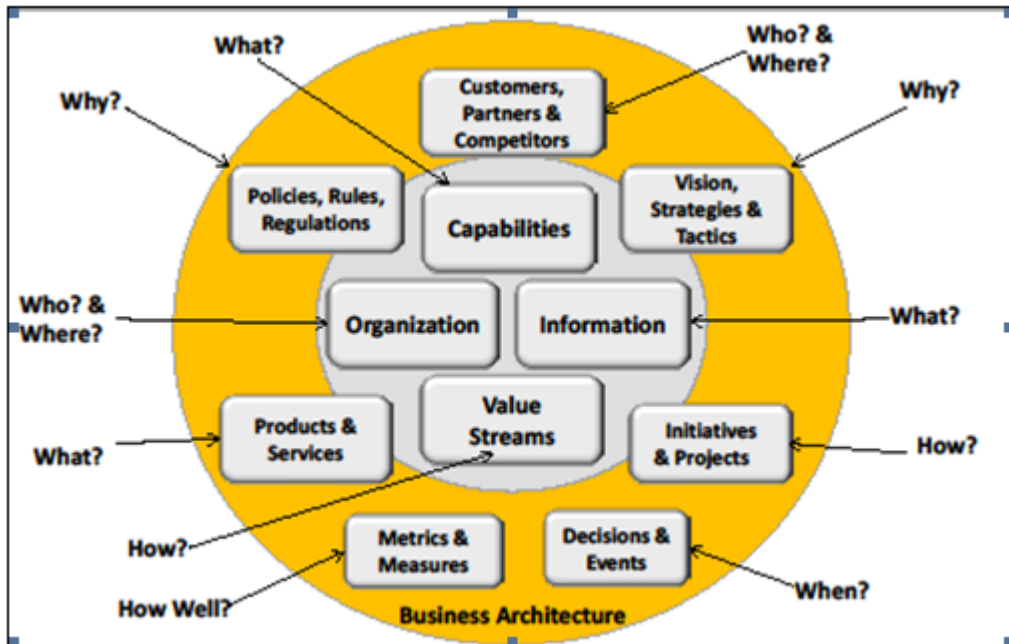 What?
Who? &
Where?
Why?
Why?
Customers,
Partners &
Competitors
Policies, Rules,
Regulations
Vision,
Strategies &
Tactics
Capabilities
Who? &
Where?
Organization
Information
What?
Products &
Services
Value
Streams
Initiatives
& Projects
What?
How?
How?
Metrics &
Measures
Decisions &
Events
How Well?
When?
Business Architecture